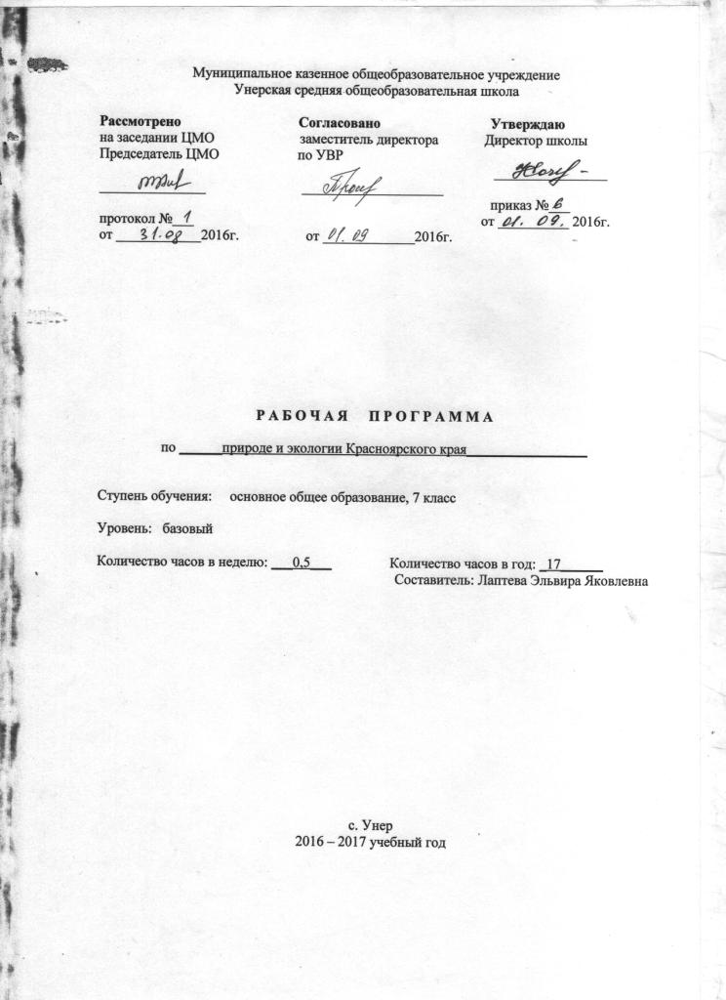 Муниципальное казенное общеобразовательное учреждение
Унерская средняя общеобразовательная школа
Рассмотрено
на заседании ЦМО
Председатель ЦМО
протокол № 1
от 31.08 2016г.
Согласовано
заместитель директора
по УВР
от 01.09 2016г.
Утверждаю
Директор школы
приказ № 6
от 01.09. 2016г.
РАБОЧАЯ ПРОГРАММА
по природе и экологии Красноярского края
Ступень обучения: основное общее образование, 7 класс
Уровень: базовый
Количество часов в неделю: 0,5 Количество часов в год: 17
Составитель: Лаптева Эльвира Яковлевна
с. Унер
2016 – 2017 учебный год